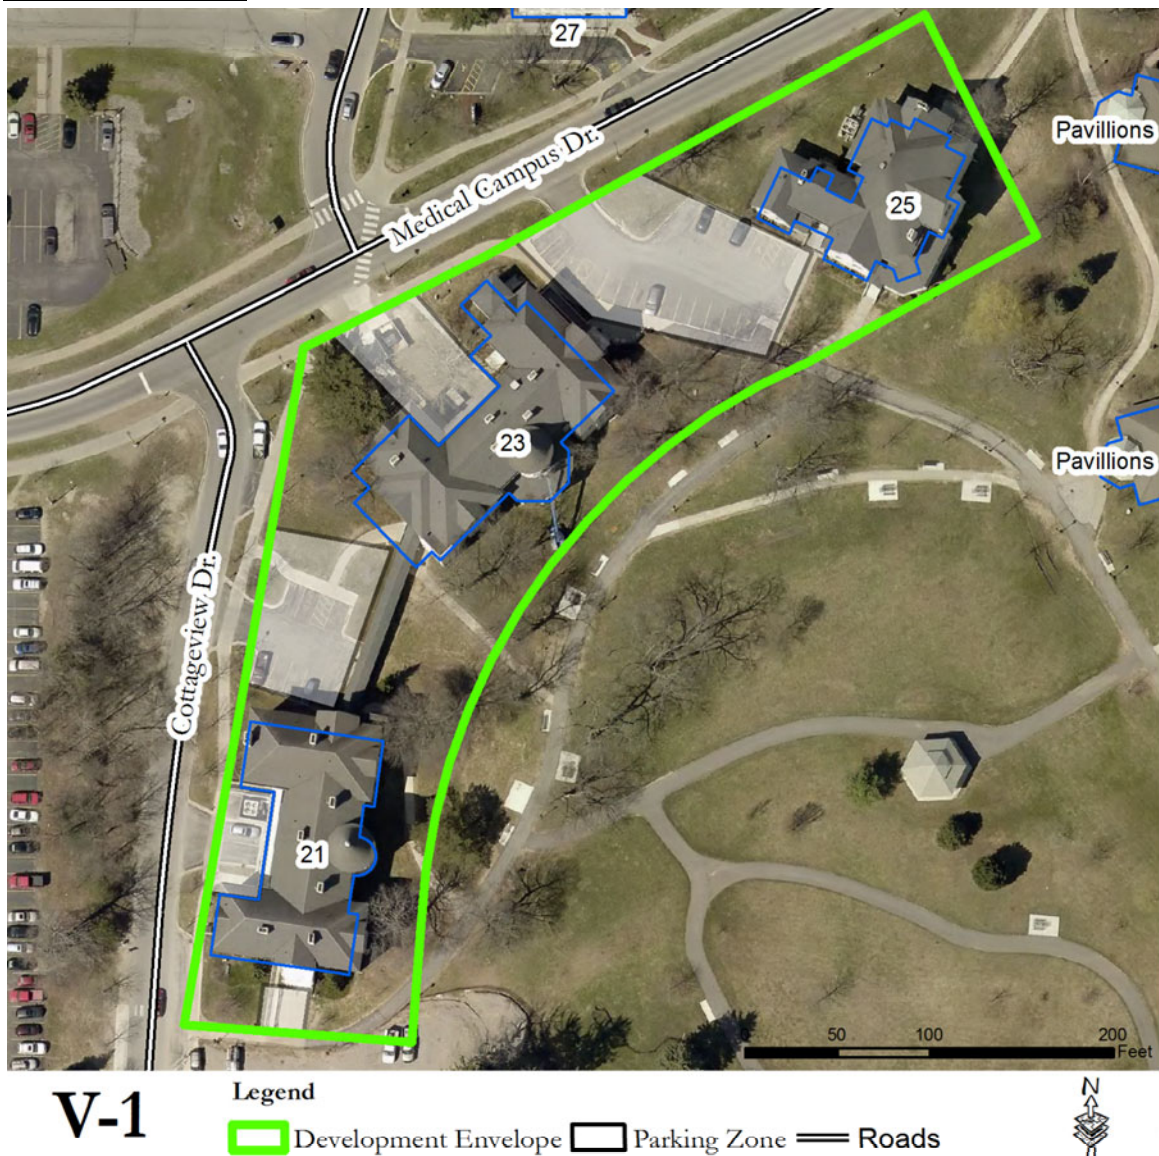 27
Medical Campus Dr.
Pavillions
25
23
Pavillions
Cottageview Dr.
21
0 50 100 200
Feet
V-1
Legend
Development Envelope Parking Zone Roads
N